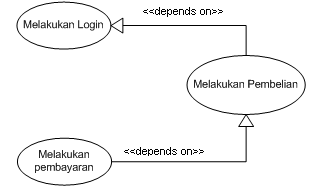 <<depends on>>
Melakukan Login
Melakukan Pembelian
Melakukan
pembayaran
<<depends on>>